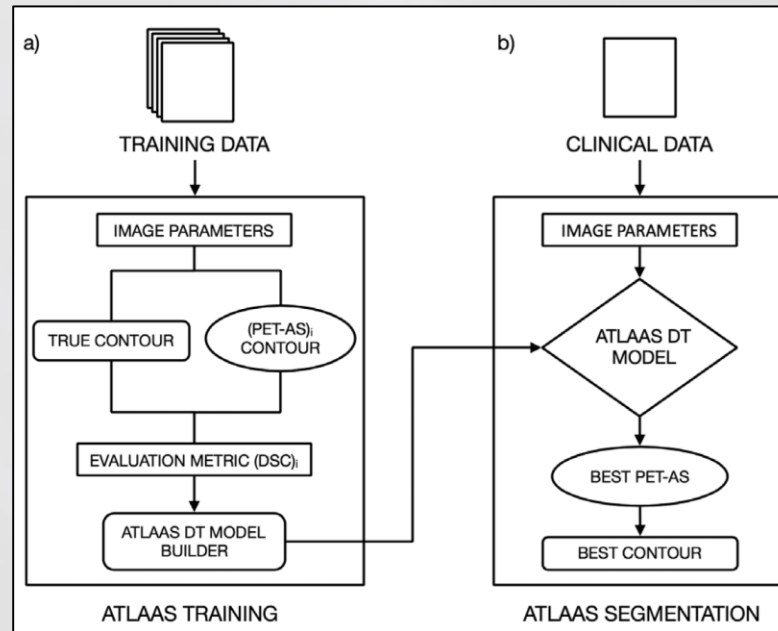 a)
TRAINING DATA
IMAGE PARAMETERS
TRUE CONTOUR
(PET-AS)ᵢ
CONTOUR
EVALUATION METRIC (DSC)ᵢ
ATLAAS DT MODEL
BUILDER
ATLAAS TRAINING
b)
CLINICAL DATA
IMAGE PARAMETERS
ATLAAS DT
MODEL
BEST PET-AS
BEST CONTOUR
ATLAAS SEGMENTATION